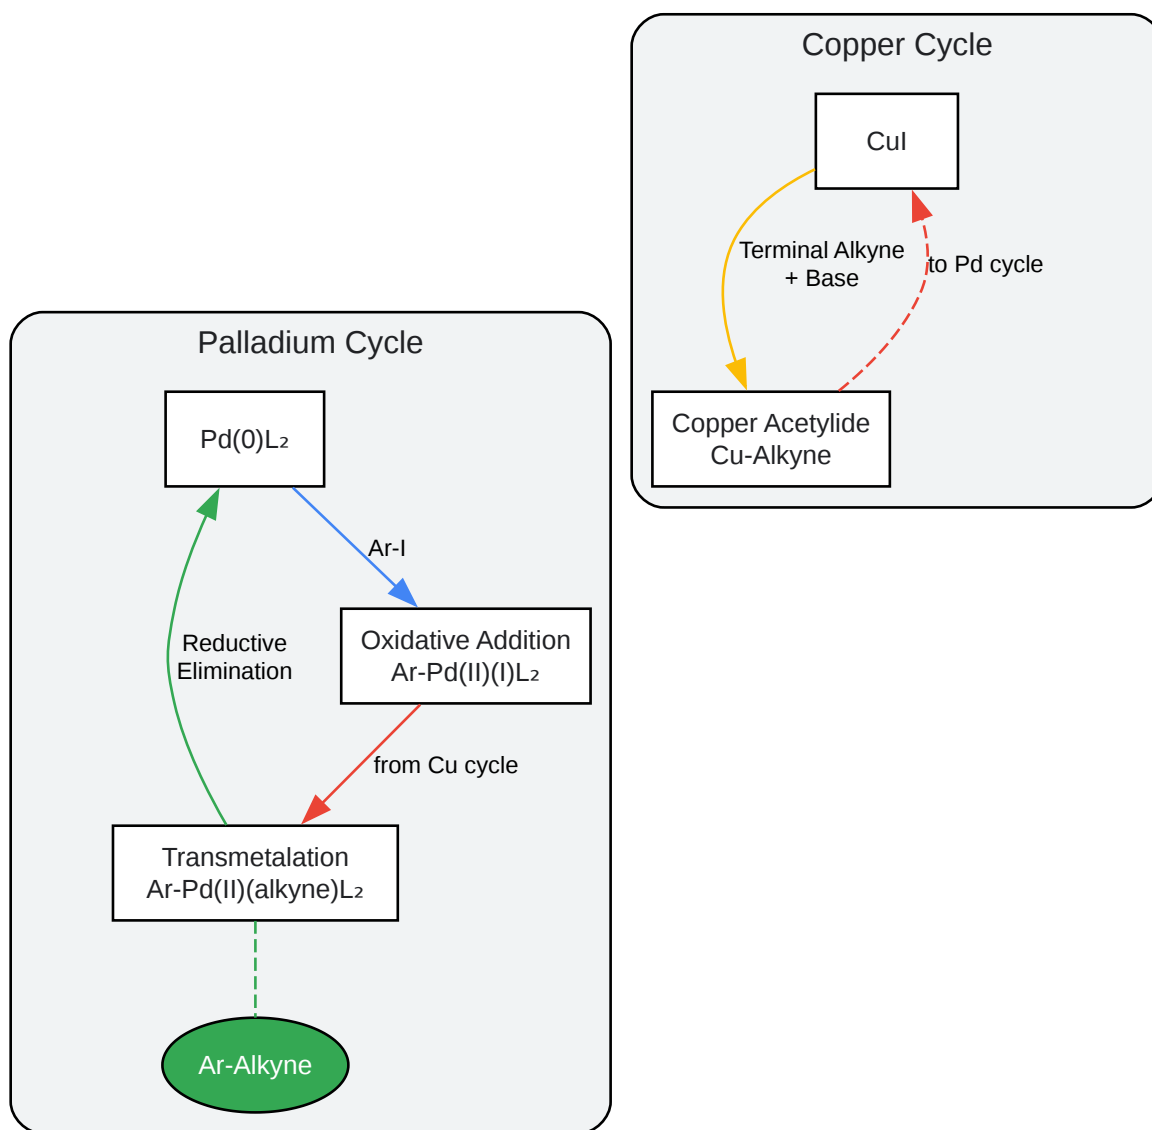 Copper Cycle
CuI
Terminal Alkyne
+ Base
to Pd cycle
Copper Acetylide
Cu-Alkyne
Palladium Cycle
Pd(0)L₂
Ar-I
Oxidative Addition
Ar-Pd(II)(I)L₂
Reductive
Elimination
from Cu cycle
Transmetalation
Ar-Pd(II)(alkyne)L₂
Ar-Alkyne